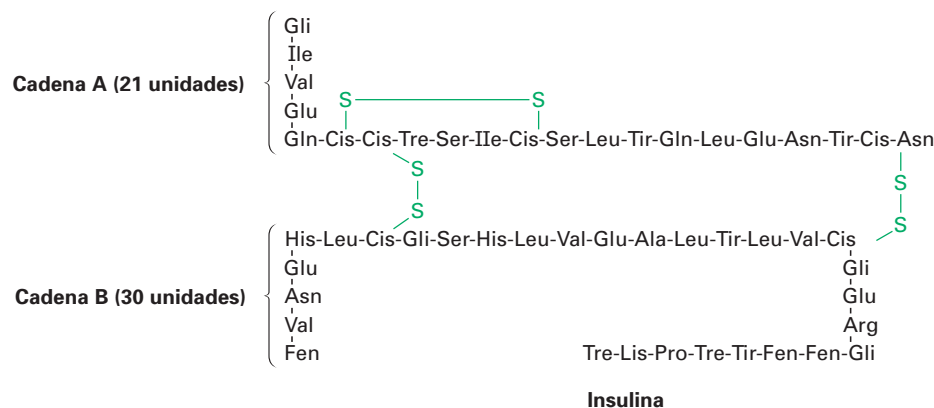 Gli
Ile
Cadena A (21 unidades)
Val
S S
Glu
Gln-Cis-Cis-Tre-Ser-IIe-Cis-Ser-Leu-Tir-Gln-Leu-Glu-Asn-Tir-Cis-Asn
S S
S S
His-Leu-Cis-Gli-Ser-His-Leu-Val-Glu-Ala-Leu-Tir-Leu-Val-Cis
Glu Gli
Cadena B (30 unidades)
Asn Glu
Val Arg
Fen Tre-Lis-Pro-Tre-Tir-Fen-Fen-Gli
Insulina